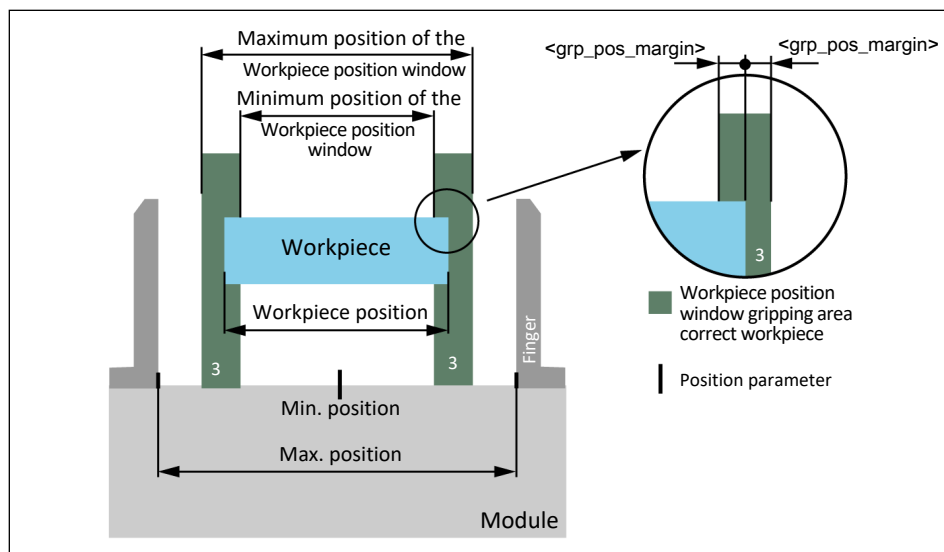 Maximum position of the
Workpiece position window
Minimum position of the
Workpiece position
window
<grp_pos_margin>
<grp_pos_margin>
Workpiece
Workpiece position
3
3
3
Finger
Min. position
Max. position
Module
Workpiece position
window gripping area
correct workpiece
Position parameter